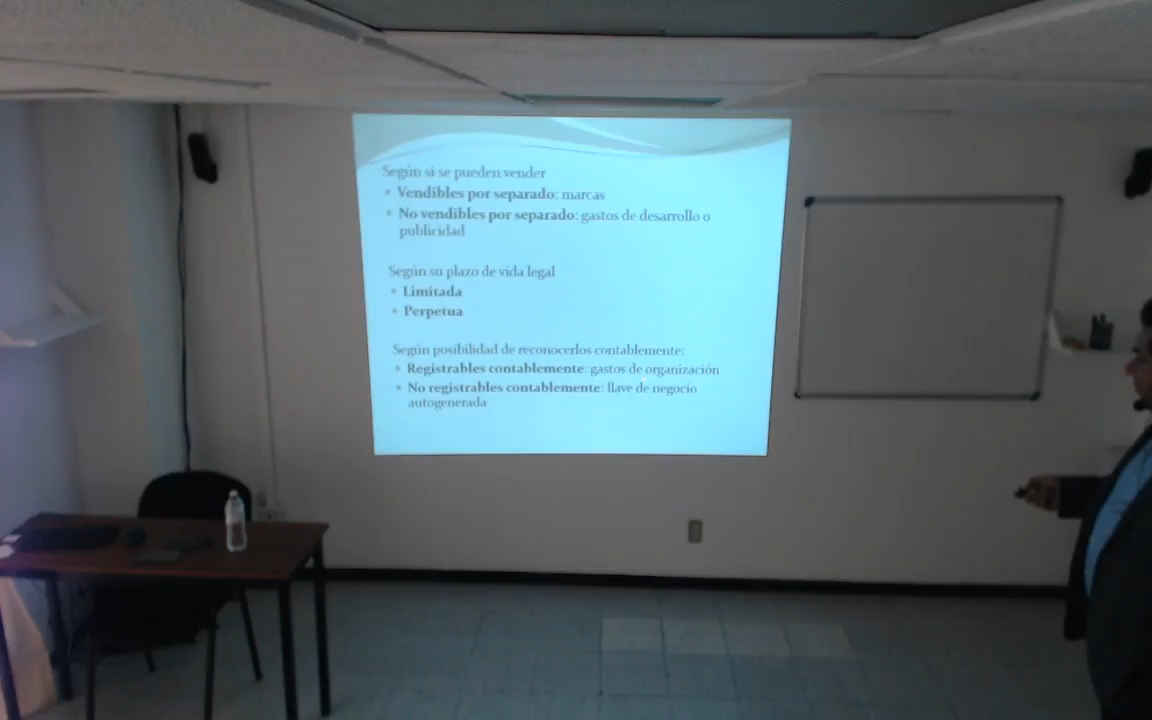 Según si se pueden vender
• Vendibles por separado: marcas
• No vendibles por separado: gastos de desarrollo o
publicidad
Según su plazo de vida legal
• Limitada
• Perpetua
Según posibilidad de reconocerlos contablemente:
• Registrables contablemente: gastos de organización
• No registrables contablemente: llave de negocio
autogenerada